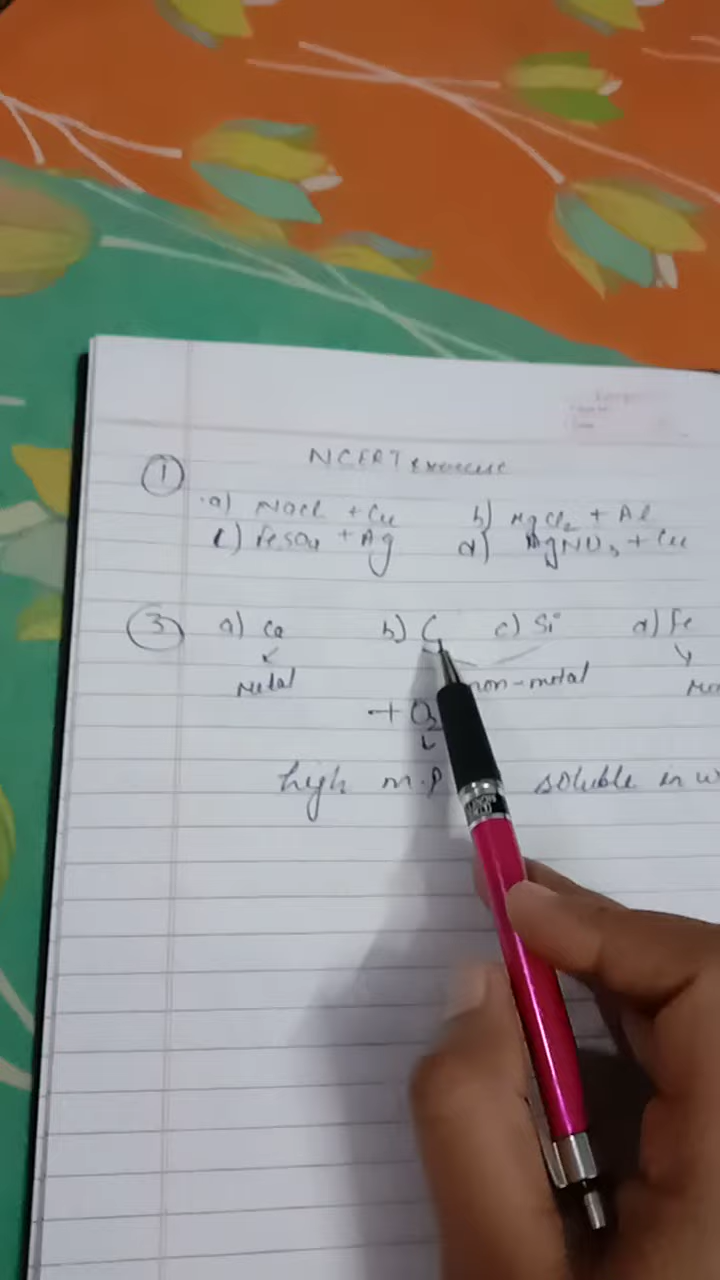 NCERT Exercise
① a) NaCl + Cu b) MgCl2 + Al
c) FeSO4 + Ag d) AgNO3 + Cu
③ a) Ca b) C c) Si d) Fe
Metal non-metal
+ O2
high m.p soluble in w